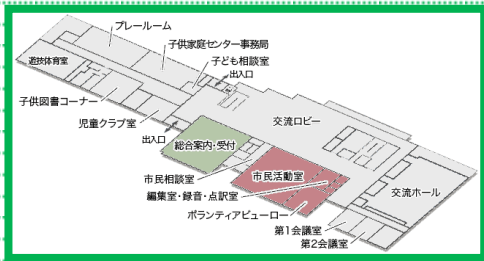 プレールーム
子供家庭センター事務局
子ども相談室
出入口
遊技体育室
子供図書コーナー
児童クラブ室
出入口
交流ロビー
総合案内・受付
市民相談室
市民活動室
編集室・録音・点訳室
ボランティアビューロー
交流ホール
第1会議室
第2会議室